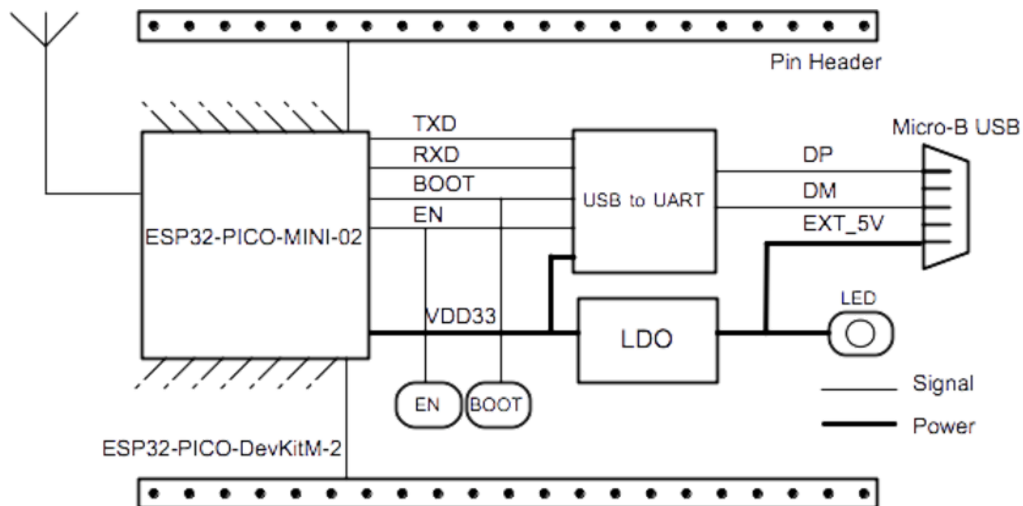 Pin Header
Micro-B USB
TXD
RXD
BOOT
EN
DP
DM
EXT_5V
USB to UART
ESP32-PICO-MINI-02
VDD33
LDO
LED
EN
BOOT
Signal
Power
ESP32-PICO-DevKitM-2